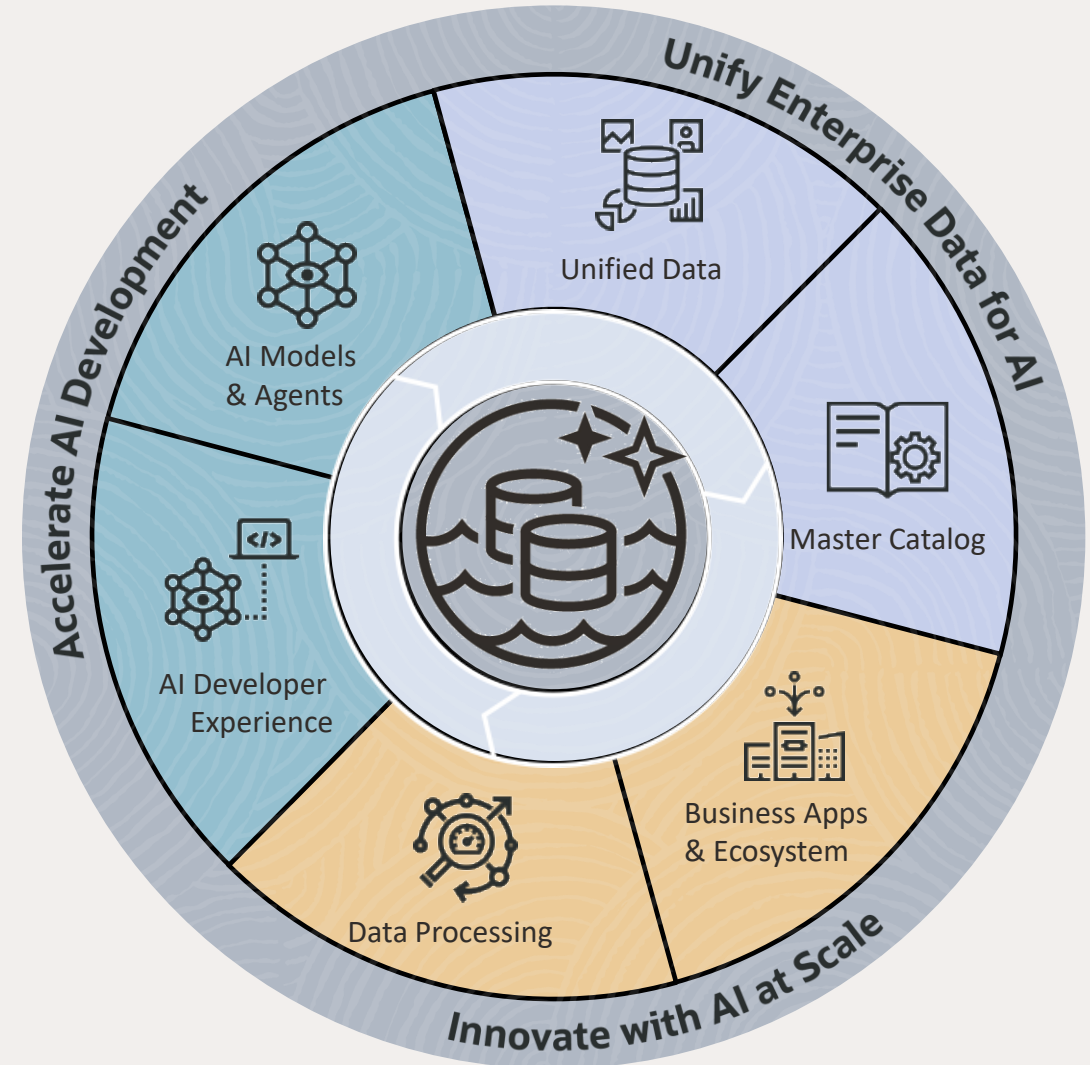 Unify Enterprise Data for AI
Unified Data
Master Catalog
Business Apps
& Ecosystem
Innovate with AI at Scale
Data Processing
AI Developer
Experience
</>
AI Models
& Agents
Accelerate AI Development